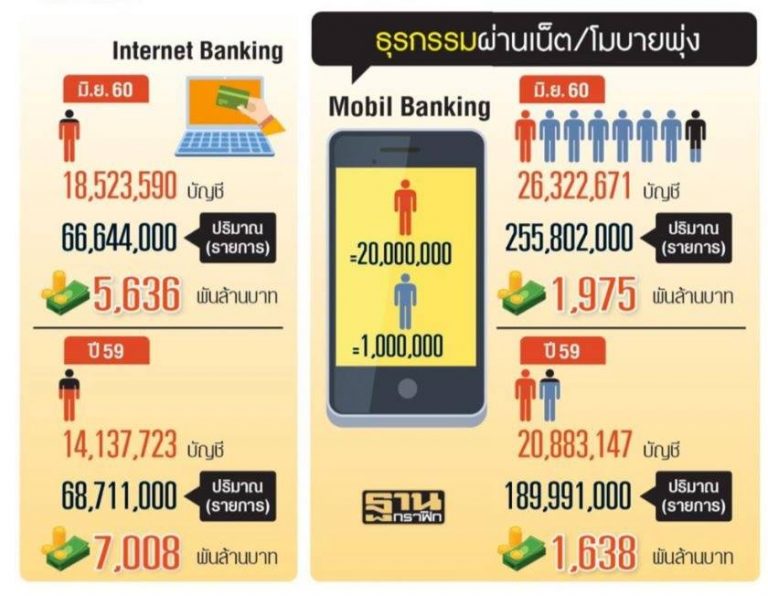 ธุรกรรมผ่านเน็ต/โมบายพุ่ง
Internet Banking
มิ.ย. 60
18,523,590 บัญชี
66,644,000 ปริมาณ
(รายการ)
5,636 พันล้านบาท
ปี 59
14,137,723 บัญชี
68,711,000 ปริมาณ
(รายการ)
7,008 พันล้านบาท
Mobil Banking
=20,000,000
=1,000,000
มิ.ย. 60
26,322,671 บัญชี
255,802,000 ปริมาณ
(รายการ)
1,975 พันล้านบาท
ปี 59
20,883,147 บัญชี
189,991,000 ปริมาณ
(รายการ)
1,638 พันล้านบาท
ฐาน
กราฟิก